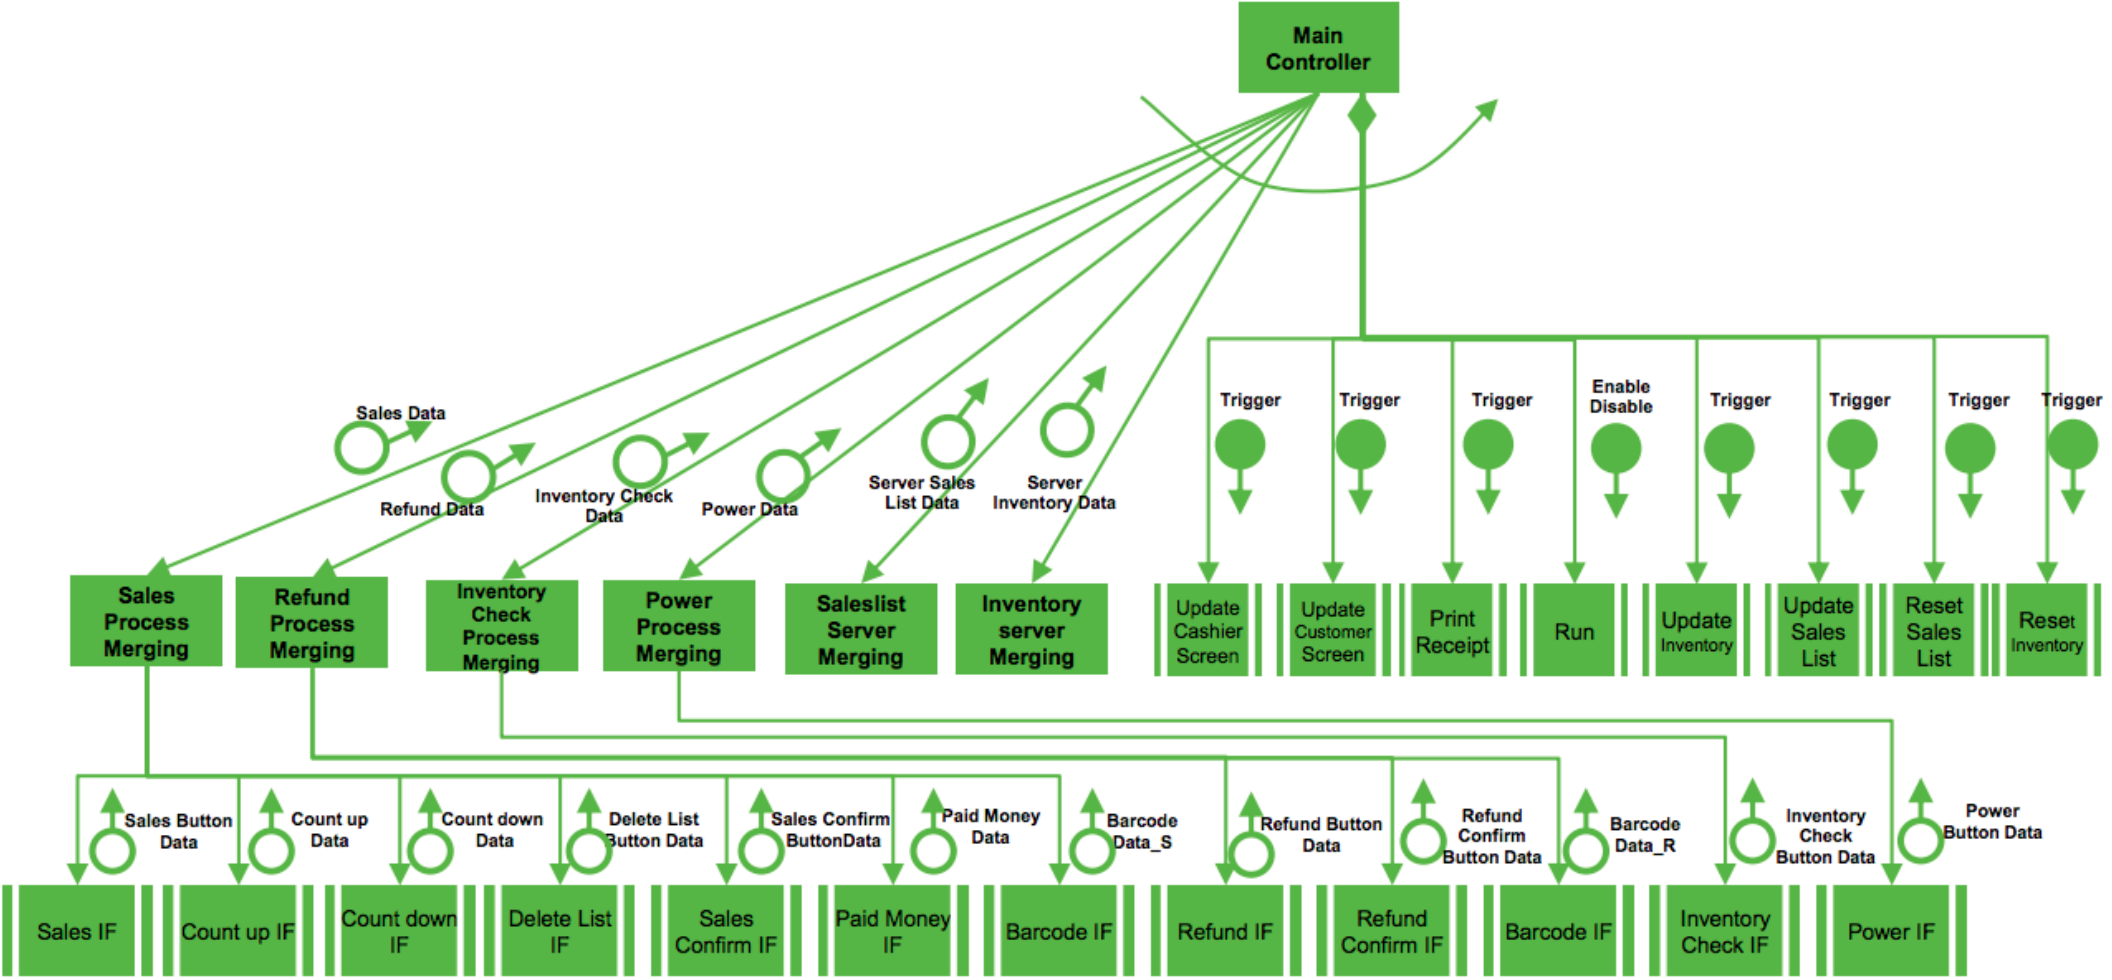 Main
Controller
Sales Data
Refund Data
Inventory Check
Data
Power Data
Server Sales
List Data
Server
Inventory Data
Trigger
Trigger
Trigger
Enable
Disable
Trigger
Trigger
Trigger
Trigger
Sales
Process
Merging
Refund
Process
Merging
Inventory
Check
Process
Merging
Power
Process
Merging
Saleslist
Server
Merging
Inventory
server
Merging
Update
Cashier
Screen
Update
Customer
Screen
Print
Receipt
Run
Update
Inventory
Update
Sales
List
Reset
Sales
List
Reset
Inventory
Sales Button
Data
Count up
Data
Count down
Data
Delete List
Button Data
Sales Confirm
ButtonData
Paid Money
Data
Barcode
Data_S
Refund Button
Data
Refund
Confirm
Button Data
Barcode
Data_R
Inventory
Check
Button Data
Power
Button Data
Sales IF
Count up IF
Count down
IF
Delete List
IF
Sales
Confirm IF
Paid Money
IF
Barcode IF
Refund IF
Refund
Confirm IF
Barcode IF
Inventory
Check IF
Power IF